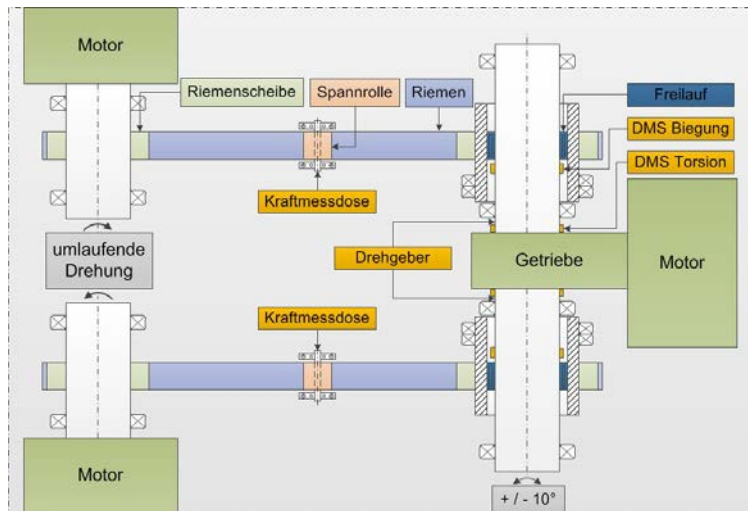 Motor
Riemenscheibe
Spannrolle
Riemen
Freilauf
DMS Biegung
DMS Torsion
Kraftmessdose
umlaufende
Drehung
Drehgeber
Getriebe
Motor
Kraftmessdose
Motor
+ / - 10°